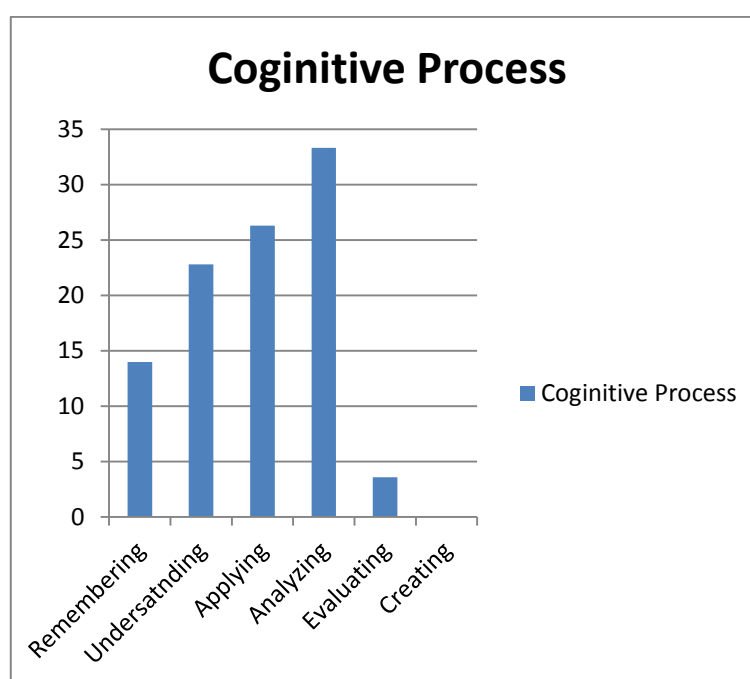 Coginitive Process
35
30
25
20
15
10
5
0
Remembering
Undersatnding
Applying
Analyzing
Evaluating
Creating
Coginitive Process